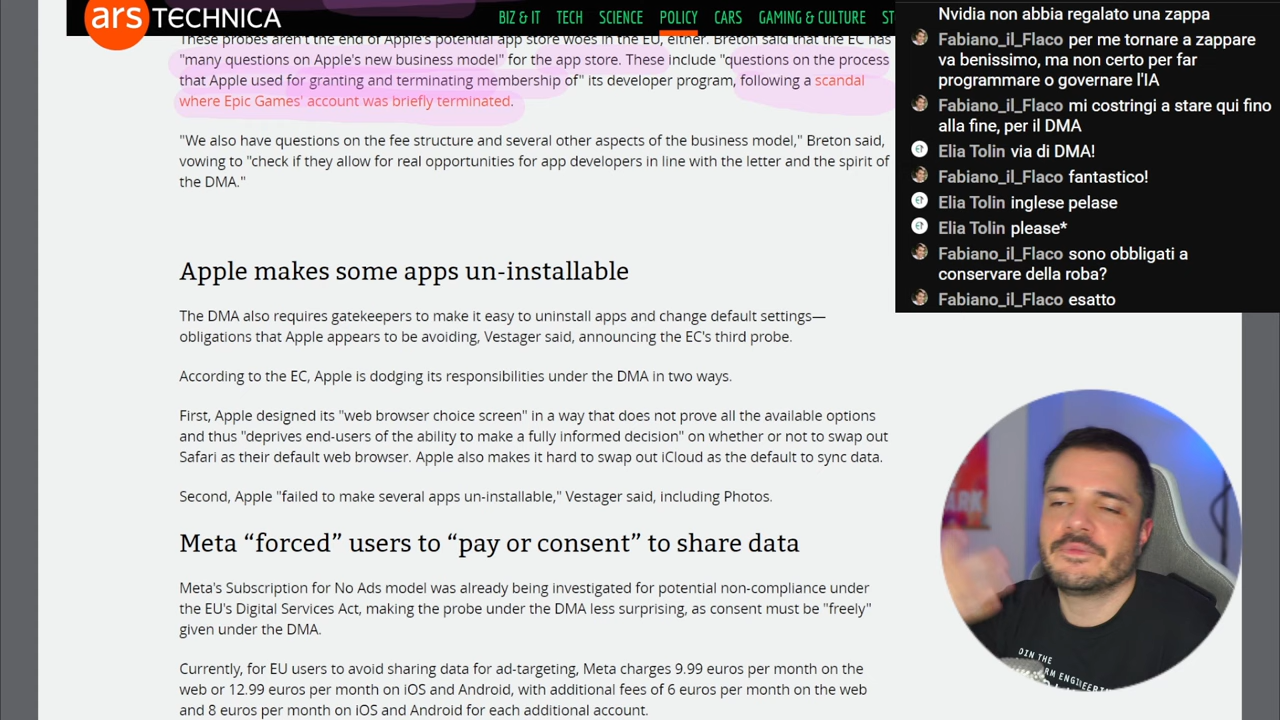 ars TECHNICA
BIZ & IT TECH SCIENCE POLICY CARS GAMING & CULTURE ST
These probes aren't the end of Apple's potential app store woes in the EU, either. Breton said that the EC has
"many questions on Apple's new business model" for the app store. These include "questions on the process
that Apple used for granting and terminating membership of" its developer program, following a scandal
where Epic Games' account was briefly terminated.
"We also have questions on the fee structure and several other aspects of the business model," Breton said,
vowing to "check if they allow for real opportunities for app developers in line with the letter and the spirit of
the DMA."
Apple makes some apps un-installable
The DMA also requires gatekeepers to make it easy to uninstall apps and change default settings—
obligations that Apple appears to be avoiding, Vestager said, announcing the EC's third probe.
According to the EC, Apple is dodging its responsibilities under the DMA in two ways.
First, Apple designed its "web browser choice screen" in a way that does not prove all the available options
and thus "deprives end-users of the ability to make a fully informed decision" on whether or not to swap out
Safari as their default web browser. Apple also makes it hard to swap out iCloud as the default to sync data.
Second, Apple "failed to make several apps un-installable," Vestager said, including Photos.
Meta “forced” users to “pay or consent” to share data
Meta's Subscription for No Ads model was already being investigated for potential non-compliance under
the EU's Digital Services Act, making the probe under the DMA less surprising, as consent must be "freely"
given under the DMA.
Currently, for EU users to avoid sharing data for ad-targeting, Meta charges 9.99 euros per month on the
web or 12.99 euros per month on iOS and Android, with additional fees of 6 euros per month on the web
and 8 euros per month on iOS and Android for each additional account.
Nvidia non abbia regalato una zappa
Fabiano_il_Flaco per me tornare a zappare
va benissimo, ma non certo per far
programmare o governare l'IA
Fabiano_il_Flaco mi costringi a stare qui fino
alla fine, per il DMA
Elia Tolin via di DMA!
Fabiano_il_Flaco fantastico!
Elia Tolin inglese pelase
Elia Tolin please*
Fabiano_il_Flaco sono obbligati a
conservare della roba?
Fabiano_il_Flaco esatto
JOIN THE